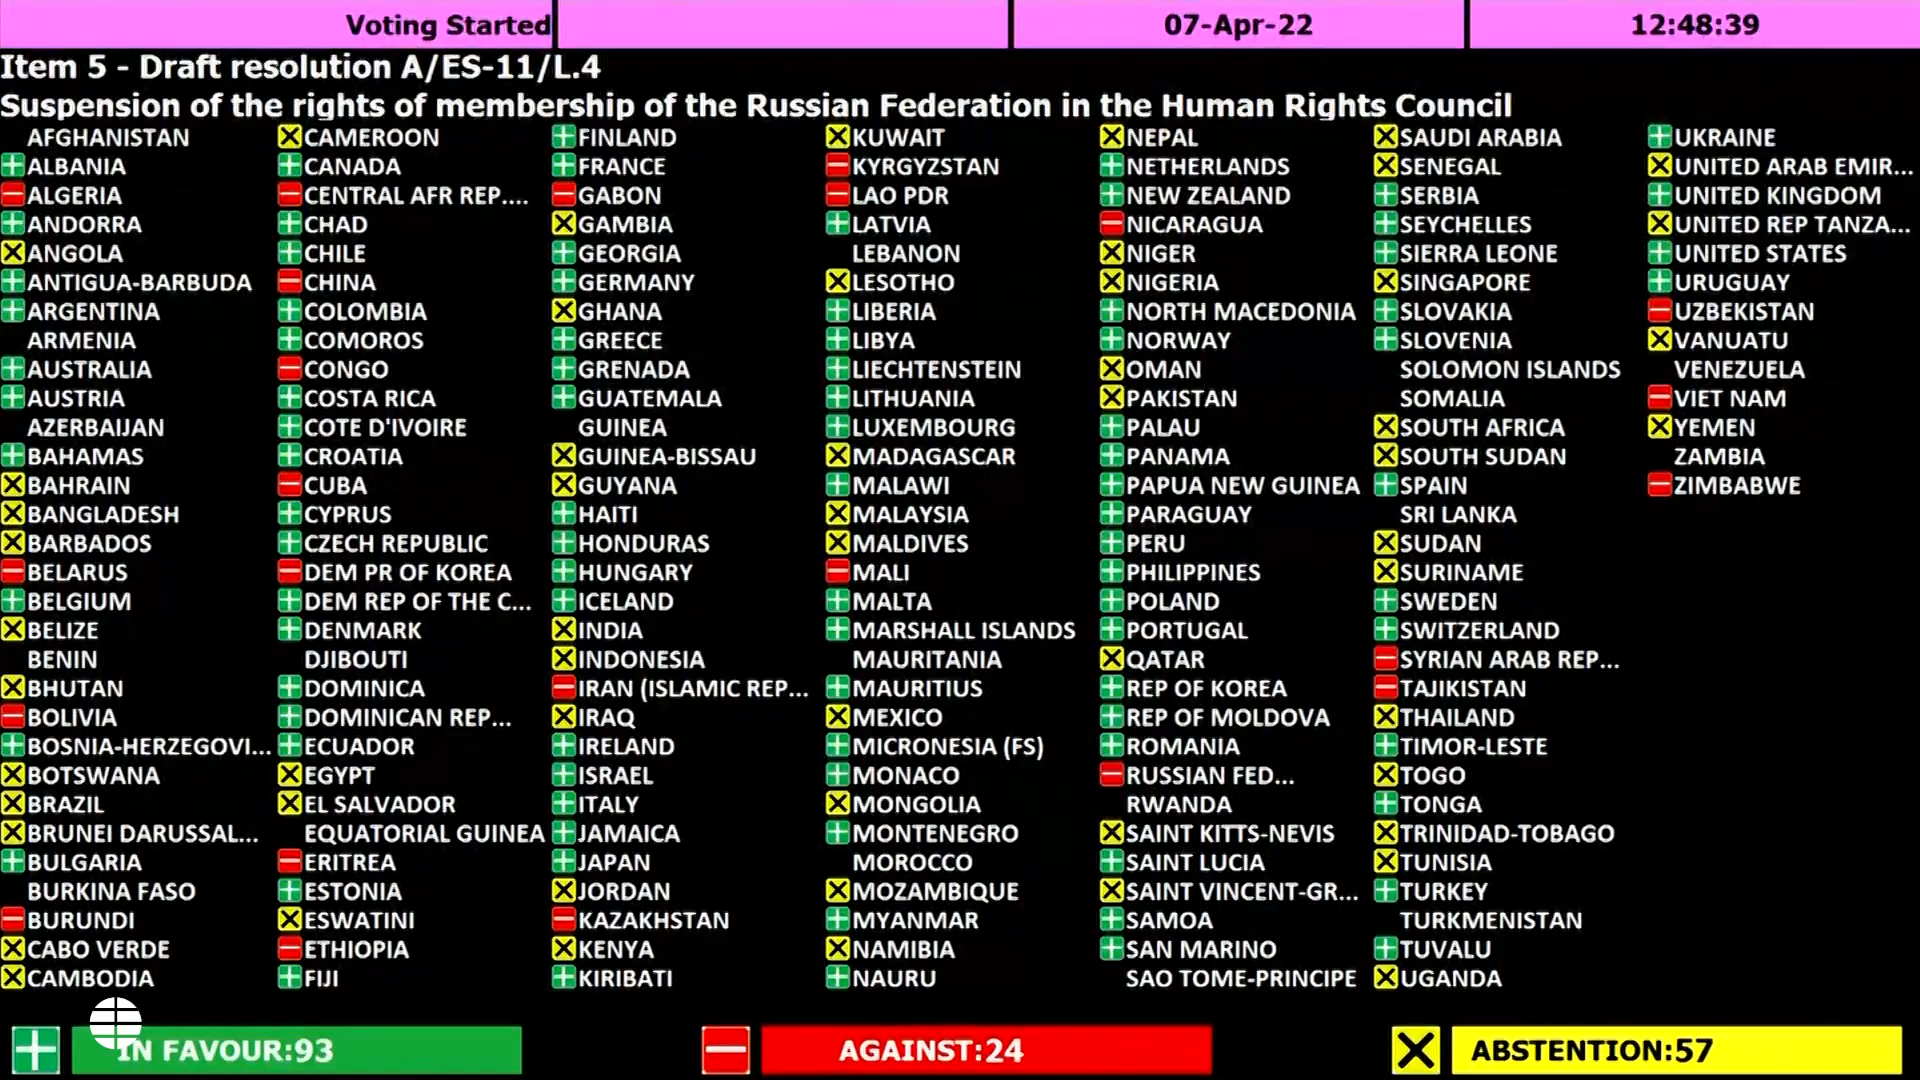 Voting Started 07-Apr-22 12:48:39
Item 5 - Draft resolution A/ES-11/L.4
Suspension of the rights of membership of the Russian Federation in the Human Rights Council
AFGHANISTAN
ALBANIA
ALGERIA
ANDORRA
ANGOLA
ANTIGUA-BARBUDA
ARGENTINA
ARMENIA
AUSTRALIA
AUSTRIA
AZERBAIJAN
BAHAMAS
BAHRAIN
BANGLADESH
BARBADOS
BELARUS
BELGIUM
BELIZE
BENIN
BHUTAN
BOLIVIA
BOSNIA-HERZEGOVI...
BOTSWANA
BRAZIL
BRUNEI DARUSSAL...
BULGARIA
BURKINA FASO
BURUNDI
CABO VERDE
CAMBODIA
CAMEROON
CANADA
CENTRAL AFR REP....
CHAD
CHILE
CHINA
COLOMBIA
COMOROS
CONGO
COSTA RICA
COTE D'IVOIRE
CROATIA
CUBA
CYPRUS
CZECH REPUBLIC
DEM PR OF KOREA
DEM REP OF THE C...
DENMARK
DJIBOUTI
DOMINICA
DOMINICAN REP...
ECUADOR
EGYPT
EL SALVADOR
EQUATORIAL GUINEA
ERITREA
ESTONIA
ESWATINI
ETHIOPIA
FIJI
FINLAND
FRANCE
GABON
GAMBIA
GEORGIA
GERMANY
GHANA
GREECE
GRENADA
GUATEMALA
GUINEA
GUINEA-BISSAU
GUYANA
HAITI
HONDURAS
HUNGARY
ICELAND
INDIA
INDONESIA
IRAN (ISLAMIC REP...
IRAQ
IRELAND
ISRAEL
ITALY
JAMAICA
JAPAN
JORDAN
KAZAKHSTAN
KENYA
KIRIBATI
KUWAIT
KYRGYZSTAN
LAO PDR
LATVIA
LEBANON
LESOTHO
LIBERIA
LIBYA
LIECHTENSTEIN
LITHUANIA
LUXEMBOURG
MADAGASCAR
MALAWI
MALAYSIA
MALDIVES
MALI
MALTA
MARSHALL ISLANDS
MAURITANIA
MAURITIUS
MEXICO
MICRONESIA (FS)
MONACO
MONGOLIA
MONTENEGRO
MOROCCO
MOZAMBIQUE
MYANMAR
NAMIBIA
NAURU
NEPAL
NETHERLANDS
NEW ZEALAND
NICARAGUA
NIGER
NIGERIA
NORTH MACEDONIA
NORWAY
OMAN
PAKISTAN
PALAU
PANAMA
PAPUA NEW GUINEA
PARAGUAY
PERU
PHILIPPINES
POLAND
PORTUGAL
QATAR
REP OF KOREA
REP OF MOLDOVA
ROMANIA
RUSSIAN FED...
RWANDA
SAINT KITTS-NEVIS
SAINT LUCIA
SAINT VINCENT-GR...
SAMOA
SAN MARINO
SAO TOME-PRINCIPE
SAUDI ARABIA
SENEGAL
SERBIA
SEYCHELLES
SIERRA LEONE
SINGAPORE
SLOVAKIA
SLOVENIA
SOLOMON ISLANDS
SOMALIA
SOUTH AFRICA
SOUTH SUDAN
SPAIN
SRI LANKA
SUDAN
SURINAME
SWEDEN
SWITZERLAND
SYRIAN ARAB REP...
TAJIKISTAN
THAILAND
TIMOR-LESTE
TOGO
TONGA
TRINIDAD-TOBAGO
TUNISIA
TURKEY
TURKMENISTAN
TUVALU
UGANDA
UKRAINE
UNITED ARAB EMIR...
UNITED KINGDOM
UNITED REP TANZA...
UNITED STATES
URUGUAY
UZBEKISTAN
VANUATU
VENEZUELA
VIET NAM
YEMEN
ZAMBIA
ZIMBABWE
IN FAVOUR:93 AGAINST:24 ABSTENTION:57